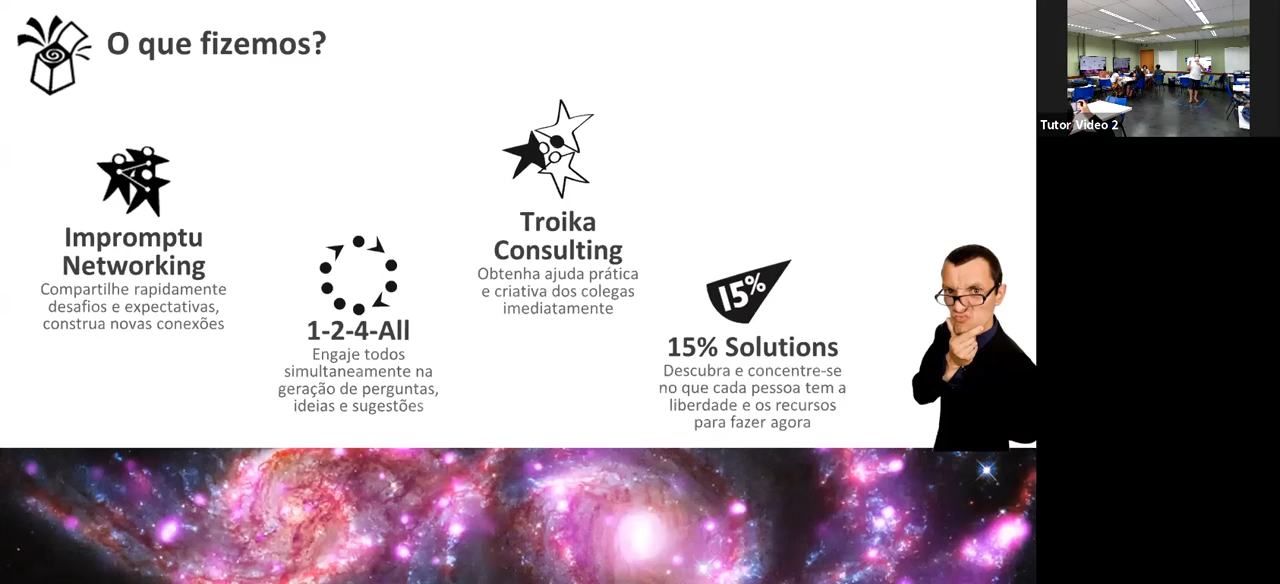 O que fizemos?
Impromptu
Networking
Compartilhe rapidamente
desafios e expectativas,
construa novas conexões
1-2-4-All
Engaje todos
simultaneamente na
geração de perguntas,
ideias e sugestões
Troika
Consulting
Obtenha ajuda prática
e criativa dos colegas
imediatamente
15%
15% Solutions
Descubra e concentre-se
no que cada pessoa tem a
liberdade e os recursos
para fazer agora
Tutor Video 2